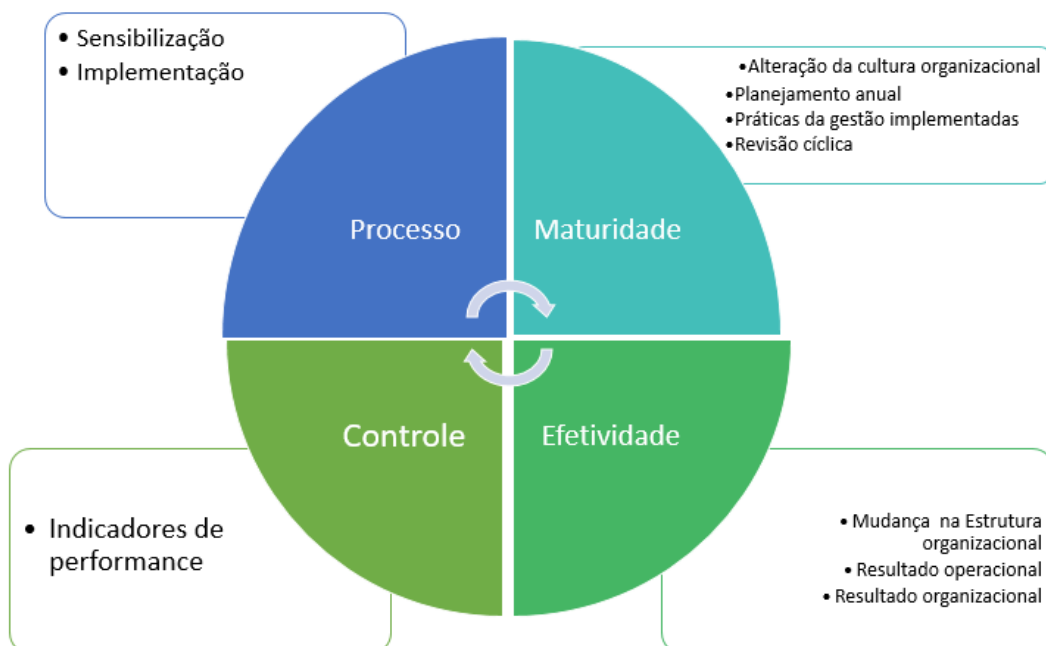 • Sensibilização
• Implementação
•Alteração da cultura organizacional
•Planejamento anual
•Práticas da gestão implementadas
•Revisão cíclica
Processo
Maturidade
Controle
Efetividade
• Indicadores de
performance
• Mudança na Estrutura
organizacional
• Resultado operacional
• Resultado organizacional